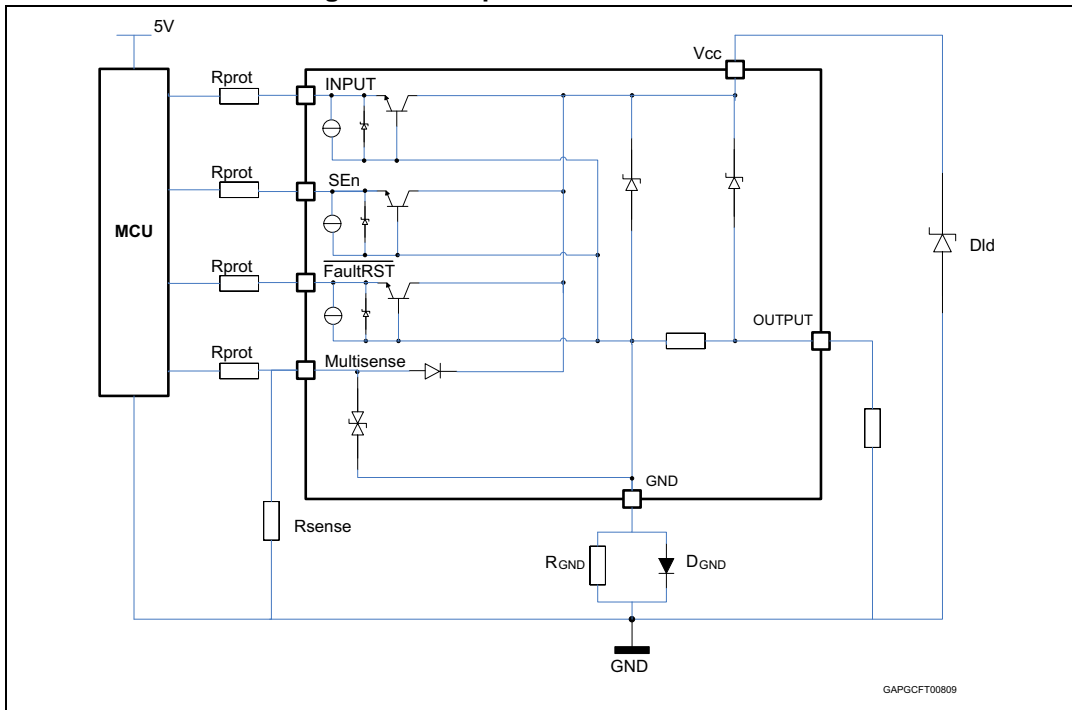 5V
Vcc
Rprot
INPUT
Rprot
SEn
MCU
Rprot
FaultRST
Dld
OUTPUT
Rprot
Multisense
GND
Rsense
RGND
DGND
GND
GAPGCFT00809